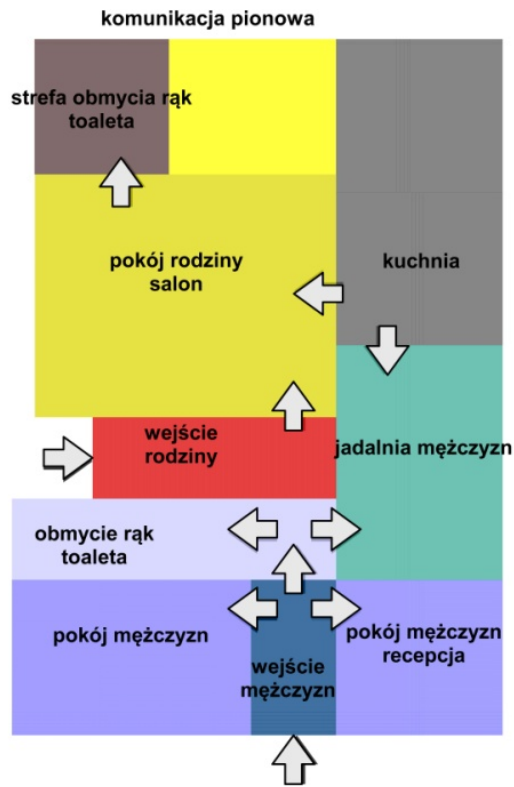 komunikacja pionowa
strefa obmycia rąk
toaleta
pokój rodziny
salon
kuchnia
wejście
rodziny
jadalnia mężczyzn
obmycie rąk
toaleta
pokój mężczyzn
wejście
mężczyzn
pokój mężczyzn
recepcja